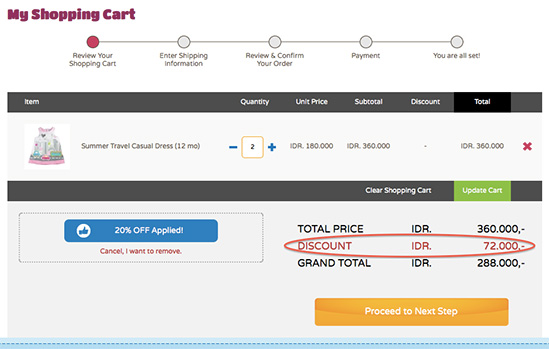 My Shopping Cart
Review Your
Shopping Cart
Enter Shipping
Information
Review & Confirm
Your Order
Payment
You are all set!
Item Quantity Unit Price Subtotal Discount Total
Summer Travel Casual Dress (12 mo) 2 IDR. 180.000 IDR. 360.000 - IDR. 360.000
Clear Shopping Cart Update Cart
20% OFF Applied!
Cancel, I want to remove.
TOTAL PRICE IDR. 360.000,-
DISCOUNT IDR. 72.000,-
GRAND TOTAL IDR. 288.000,-
Proceed to Next Step